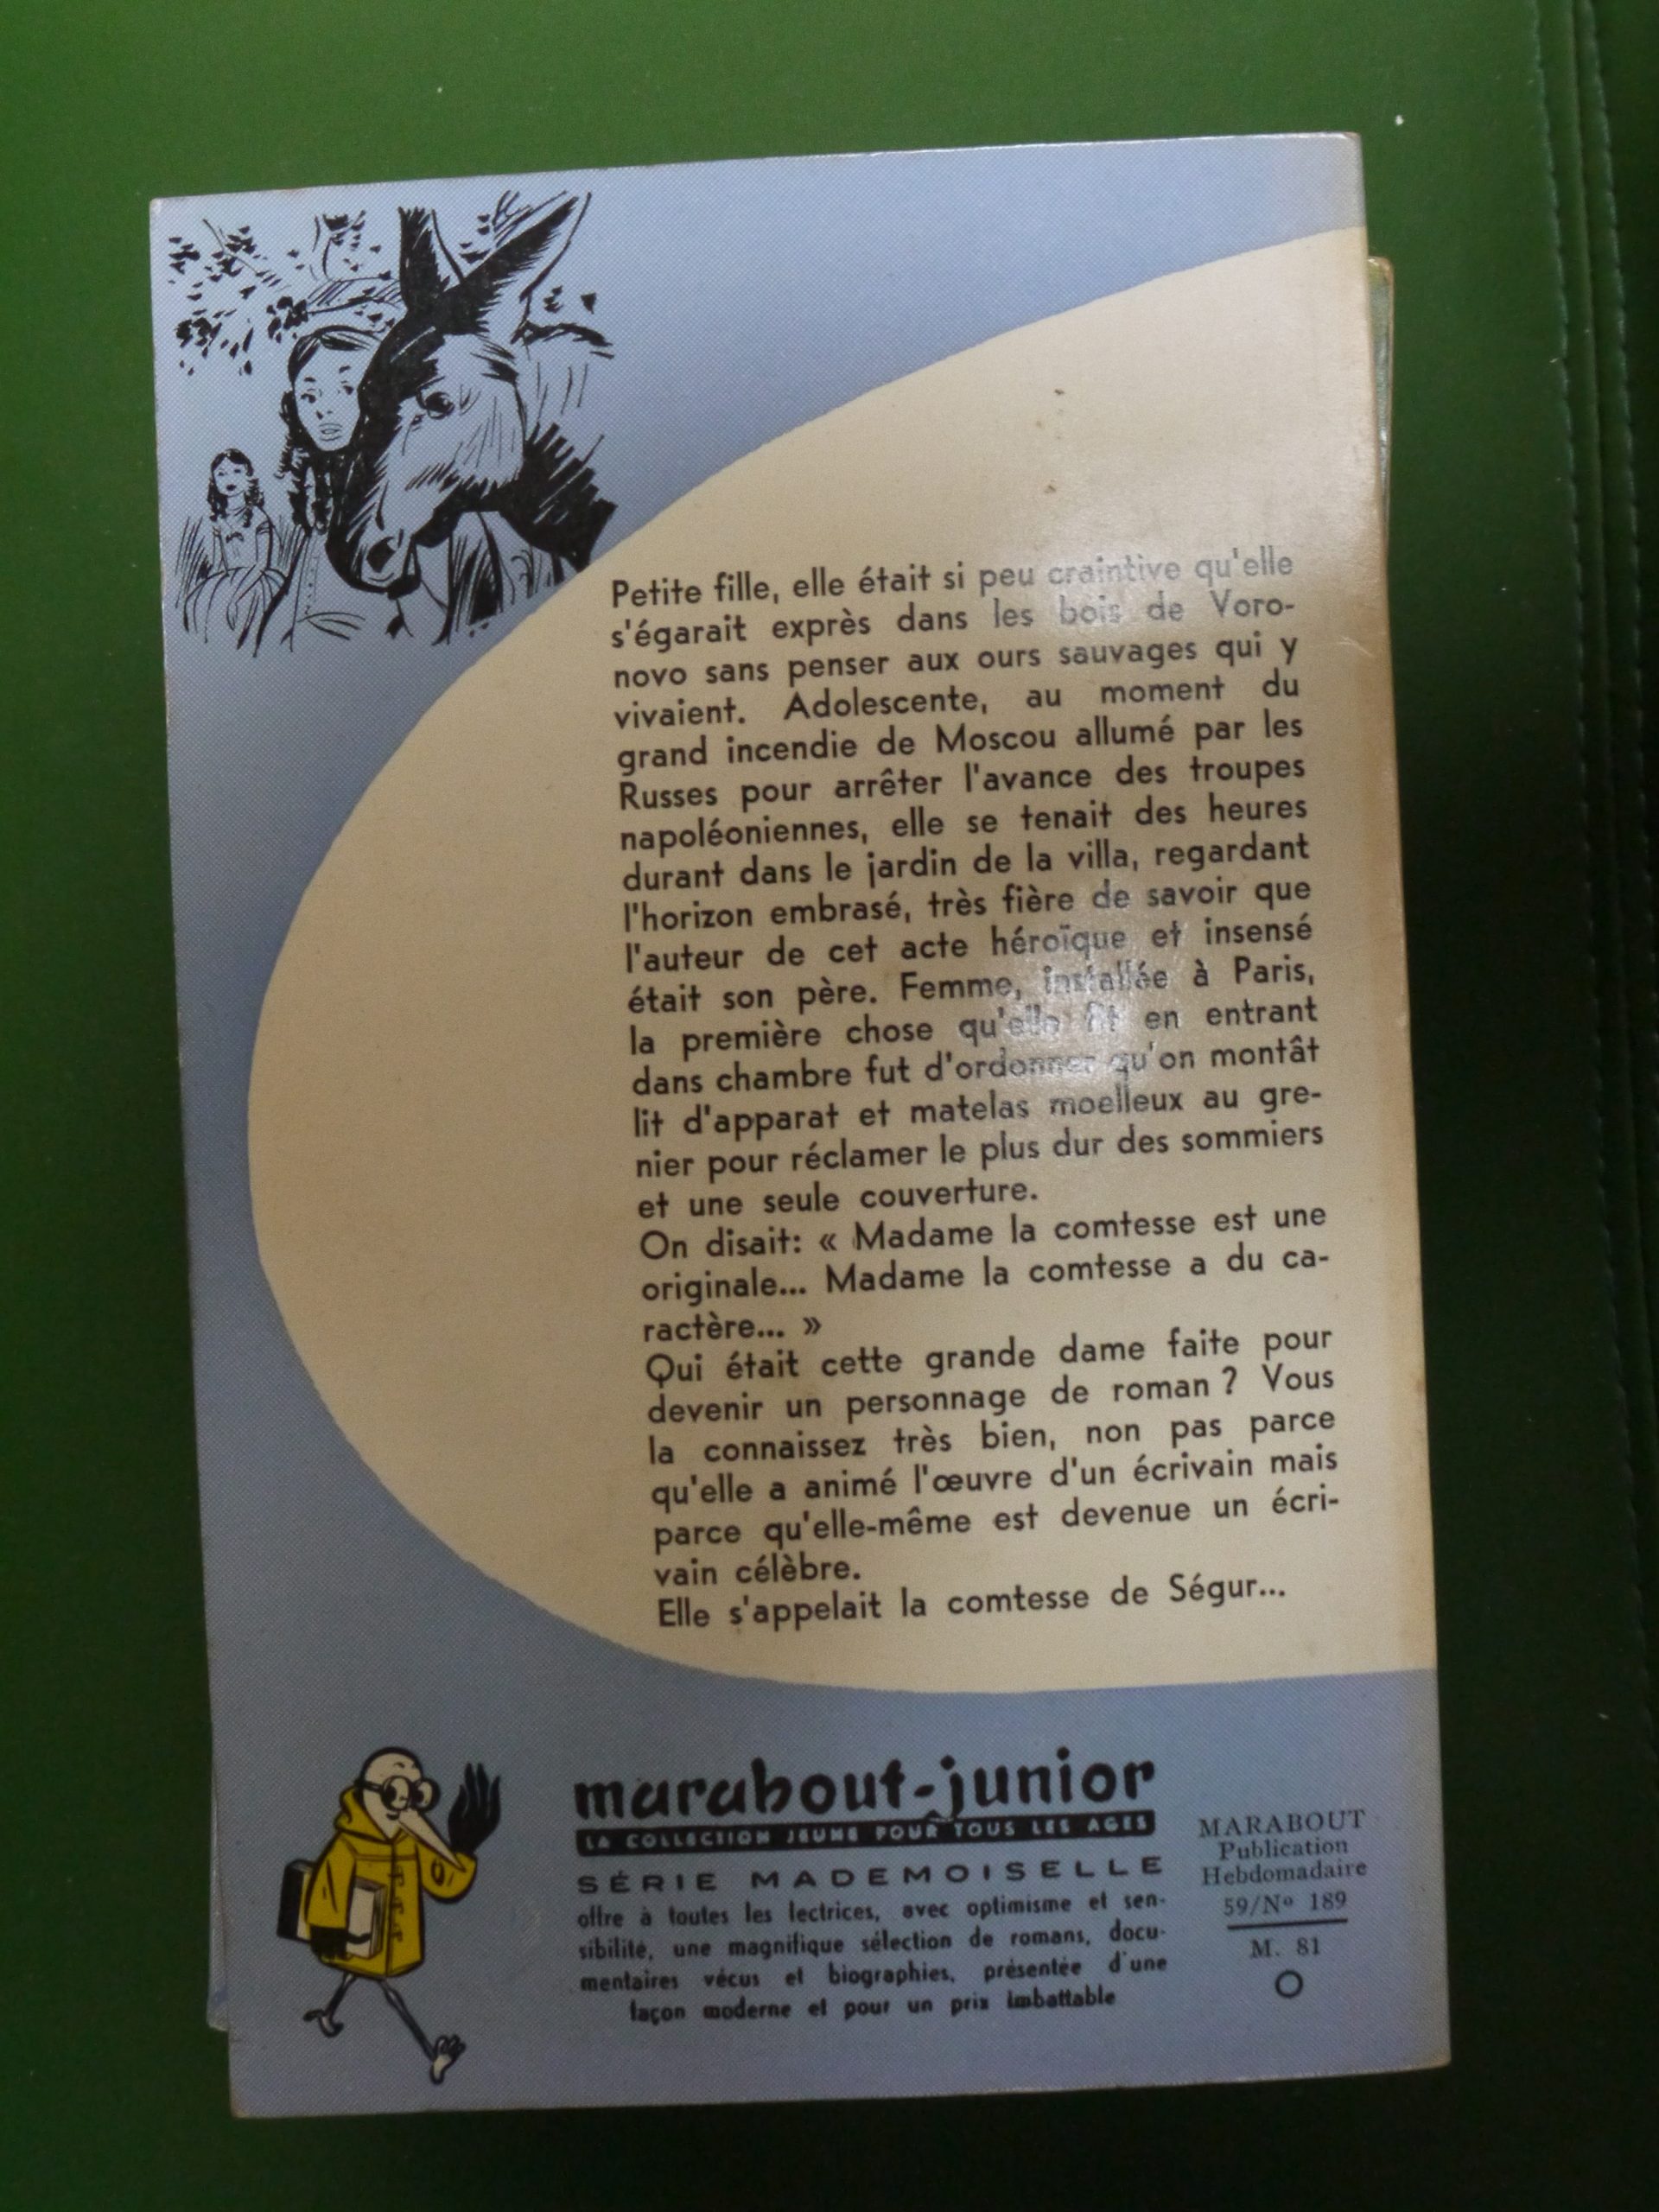 Petite fille, elle était si peu craintive qu'elle
s'égarait exprès dans les bois de Voro-
novo sans penser aux ours sauvages qui y
vivaient. Adolescente, au moment du
grand incendie de Moscou allumé par les
Russes pour arrêter l'avance des troupes
napoléoniennes, elle se tenait des heures
durant dans le jardin de la villa, regardant
l'horizon embrasé, très fière de savoir que
l'auteur de cet acte héroïque et insensé
était son père. Femme, installée à Paris,
la première chose qu'elle fit en entrant
dans chambre fut d'ordonner qu'on montât
lit d'apparat et matelas moelleux au gre-
nier pour réclamer le plus dur des sommiers
et une seule couverture.
On disait: « Madame la comtesse est une
originale... Madame la comtesse a du ca-
ractère... »
Qui était cette grande dame faite pour
devenir un personnage de roman ? Vous
la connaissez très bien, non pas parce
qu'elle a animé l'œuvre d'un écrivain mais
parce qu'elle-même est devenue un écri-
vain célèbre.
Elle s'appelait la comtesse de Ségur...
marabout-junior
LA COLLECTION JEUNE POUR TOUS LES AGES
SÉRIE MADEMOISELLE
offre à toutes les lectrices, avec optimisme et sen-
sibilité, une magnifique sélection de romans, docu-
mentaires vécus et biographies, présentée d'une
façon moderne et pour un prix imbattable
MARABOUT
Publication
Hebdomadaire
59/Nº 189
M. 81